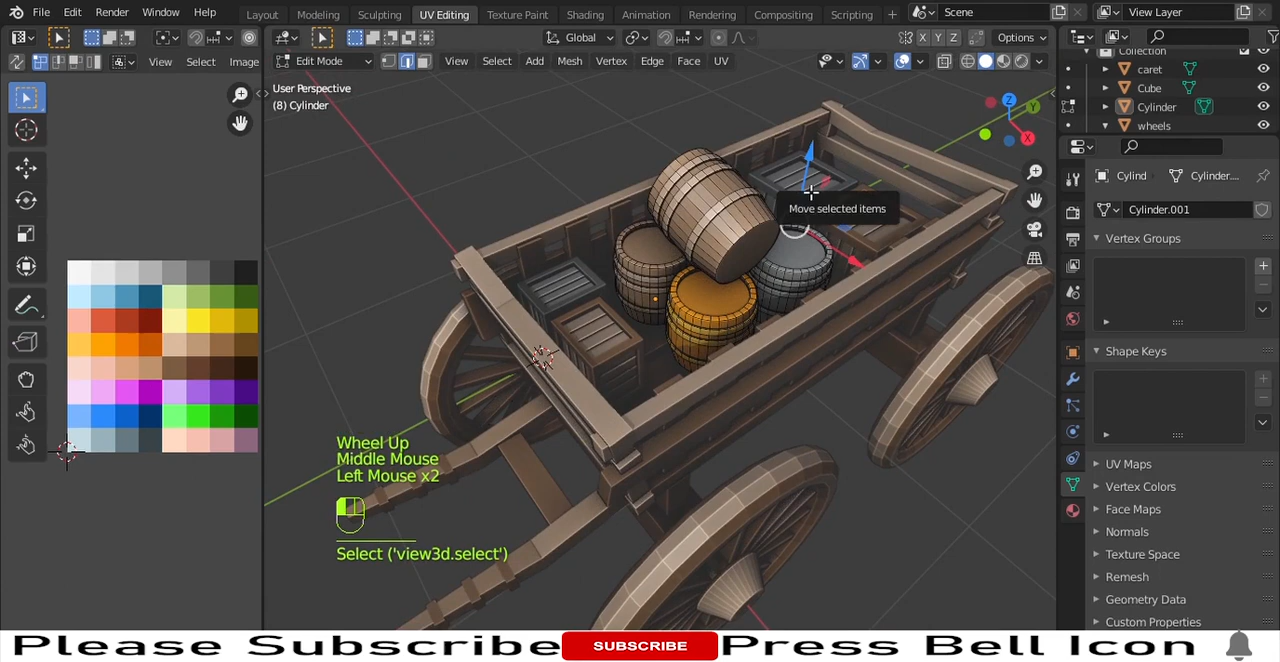 File Edit Render Window Help Layout Modeling Sculpting UV Editing Texture Paint Shading Animation Rendering Compositing Scripting + Scene View Layer
Global X Y Z Options
View Select Image Edit Mode View Select Add Mesh Vertex Edge Face UV
User Perspective
(8) Cylinder
Collection
caret
Cube
Cylinder
wheels
Z
Y
X
Cylind Cylinder....
Cylinder.001
Move selected items
Vertex Groups
Shape Keys
Wheel Up
Middle Mouse
Left Mouse x2
Select ('view3d.select')
UV Maps
Vertex Colors
Face Maps
Normals
Texture Space
Remesh
Geometry Data
Custom Properties
Please Subscribe SUBSCRIBE Press Bell Icon